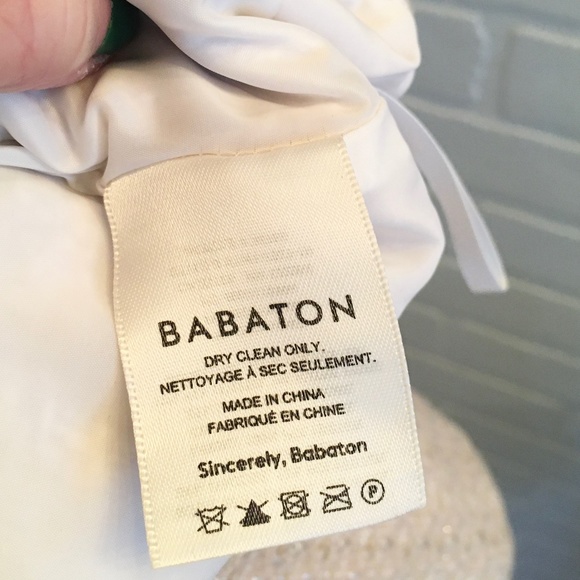 BABATON
DRY CLEAN ONLY.
NETTOYAGE À SEC SEULEMENT.
MADE IN CHINA
FABRIQUÉ EN CHINE
Sincerely, Babaton
P